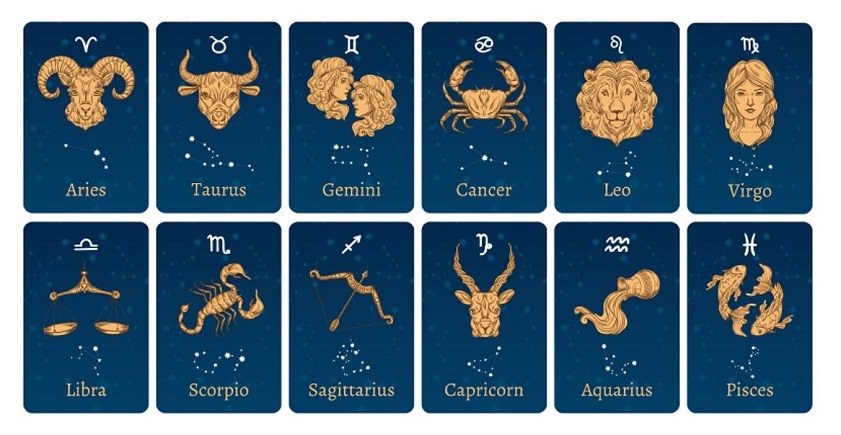 ♈ ♉ ♊ ♋ ♌ ♍
Aries Taurus Gemini Cancer Leo Virgo
♎ ♏ ♐ ♑ ♒ ♓
Libra Scorpio Sagittarius Capricorn Aquarius Pisces